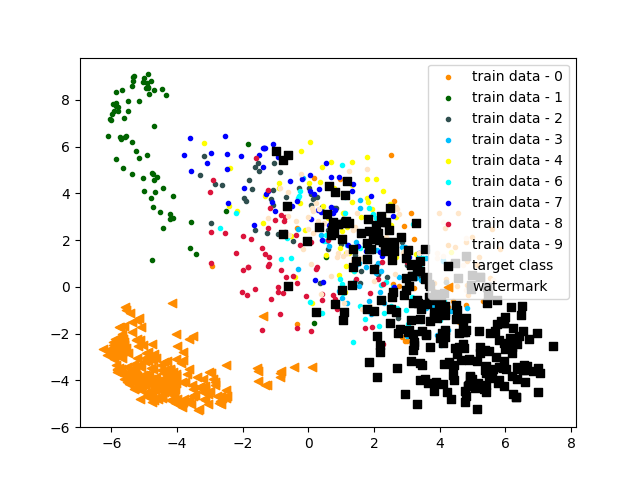 train data - 0
train data - 1
train data - 2
train data - 3
train data - 4
train data - 6
train data - 7
train data - 8
train data - 9
target class
watermark
8
6
4
2
0
−2
−4
−6
−6 −4 −2 0 2 4 6 8